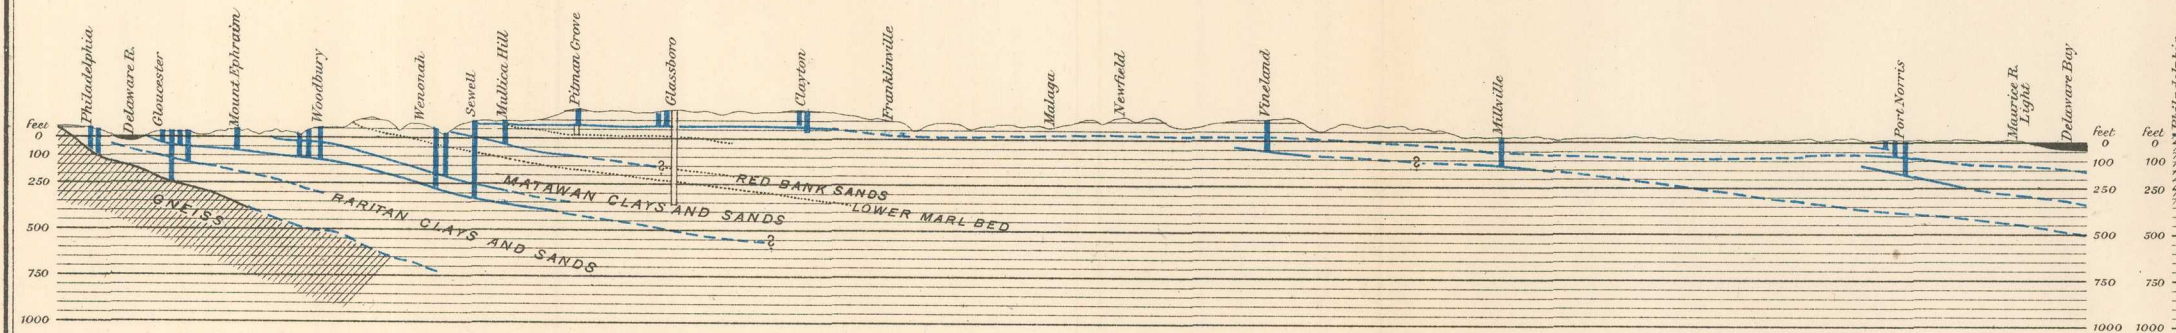 Philadelphia
Delaware R.
Gloucester
Mount Ephraim
Woodbury
Wenonah
Sewell
Mullica Hill
Pitman Grove
Glassboro
Clayton
Franklinville
Malaga
Newfield
Vineland
Millville
Port Norris
Maurice R.
Light
Delaware Bay
feet
0
100
250
500
750
1000
GNEISS
RARITAN CLAYS AND SANDS
MATAWAN CLAYS AND SANDS
RED BANK SANDS
LOWER MARL BED
?
?
?
feet
0
100
250
500
750
1000
feet
0
100
250
500
750
1000